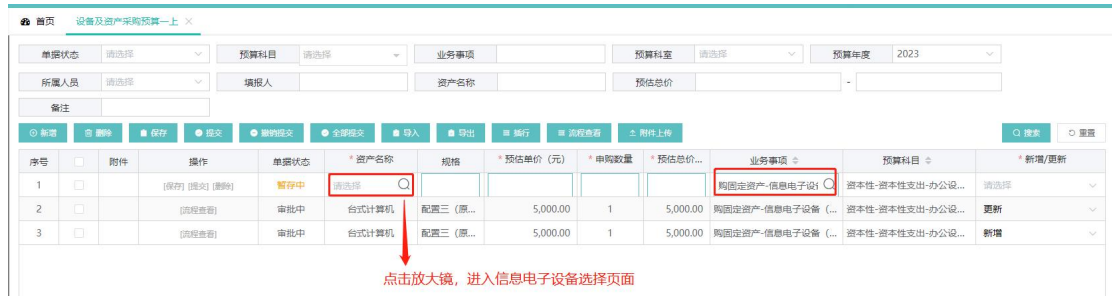 首页 设备及资产采购预算一上 ×
单据状态 请选择 预算科目 请选择 业务事项 预算科室 请选择 预算年度 2023
所属人员 请选择 填报人 资产名称 预估总价 -
备注
新增 删除 保存 提交 撤销提交 全部提交 导入 导出 插行 流程查看 附件上传 搜索 重置
序号 附件 操作 单据状态 * 资产名称 规格 * 预估单价（元） * 申购数量 * 预估总价... 业务事项 预算科目 * 新增/更新
1 [保存] [提交] [删除] 暂存中 请选择 购固定资产-信息电子设备 资本性-资本性支出-办公设... 请选择
2 [流程查看] 审批中 台式计算机 配置三（原... 5,000.00 1 5,000.00 购固定资产-信息电子设备（... 资本性-资本性支出-办公设... 更新
3 [流程查看] 审批中 台式计算机 配置三（原... 5,000.00 1 5,000.00 购固定资产-信息电子设备（... 资本性-资本性支出-办公设... 新增
点击放大镜，进入信息电子设备选择页面